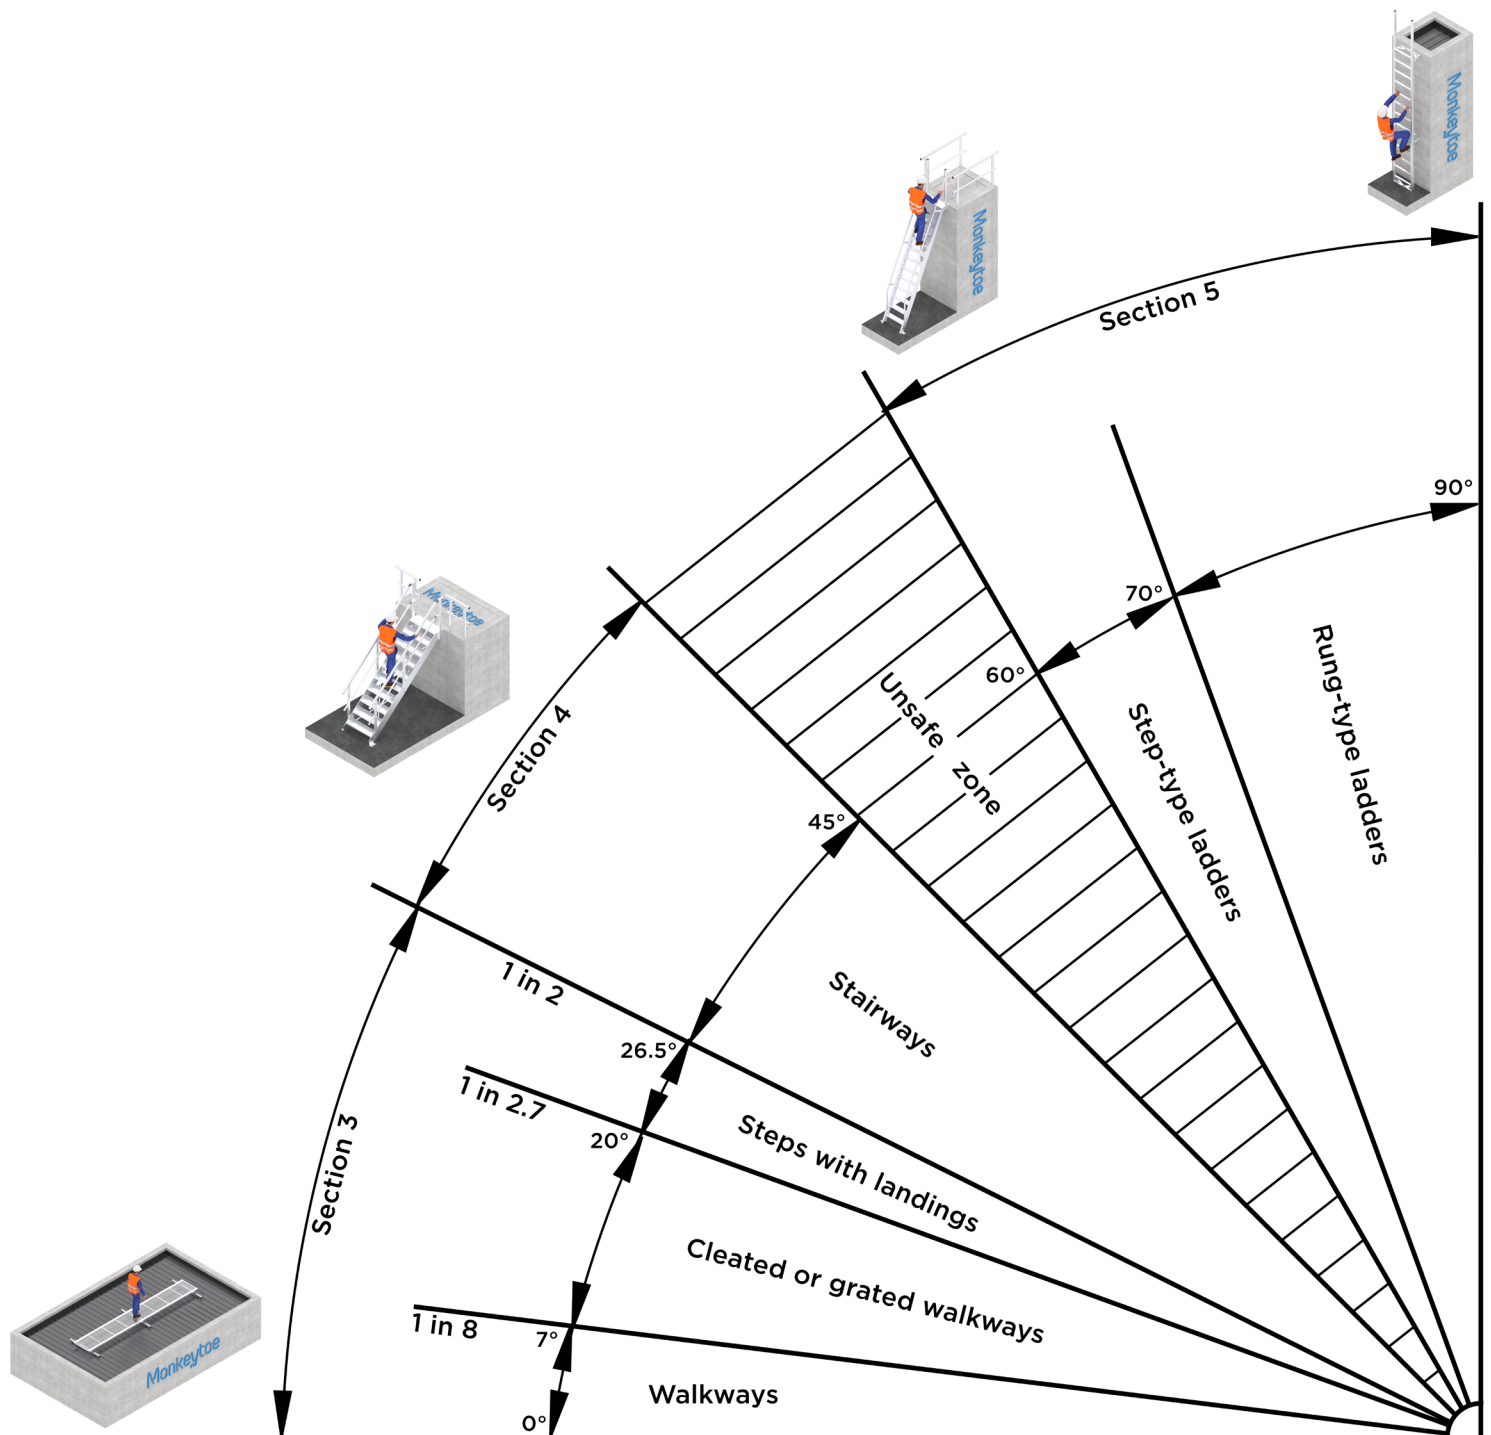 Monkeytoe
Monkeytoe
Section 5
90°
70°
60°
Rung-type ladders
Step-type ladders
Unsafe zone
Monkeytoe
Section 4
45°
Stairways
1 in 2
26.5°
1 in 2.7
20°
Steps with landings
Section 3
Cleated or grated walkways
1 in 8
7°
Monkeytoe
Walkways
0°